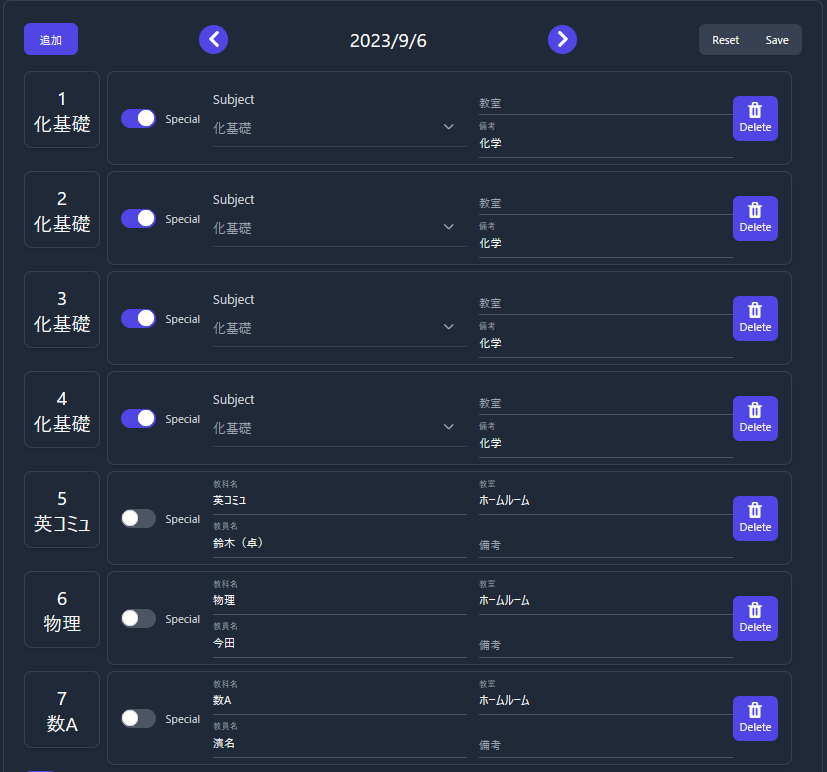 追加
2023/9/6
Reset
Save
1
化基礎
Special
Subject
化基礎
教室
備考
化学
Delete
2
化基礎
Special
Subject
化基礎
教室
備考
化学
Delete
3
化基礎
Special
Subject
化基礎
教室
備考
化学
Delete
4
化基礎
Special
Subject
化基礎
教室
備考
化学
Delete
5
英コミュ
Special
教科名
英コミュ
教員名
鈴木（卓）
教室
ホームルーム
備考
Delete
6
物理
Special
教科名
物理
教員名
今田
教室
ホームルーム
備考
Delete
7
数A
Special
教科名
数A
教員名
濱名
教室
ホームルーム
備考
Delete